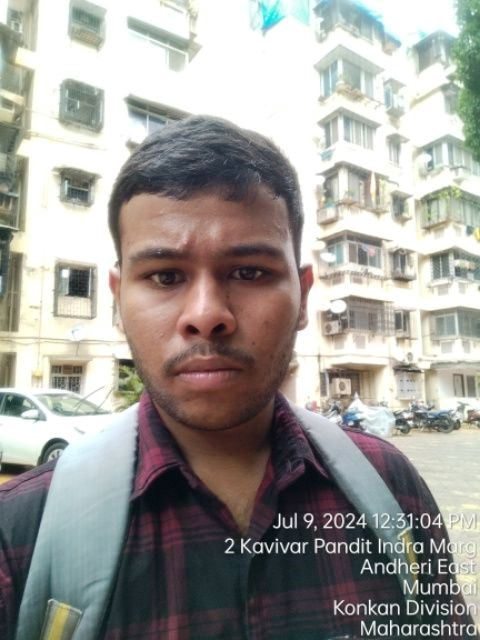 Jul 9, 2024 12:31:04 PM
2 Kavivar Pandit Indra Marg
Andheri East
Mumbai
Konkan Division
Maharashtra